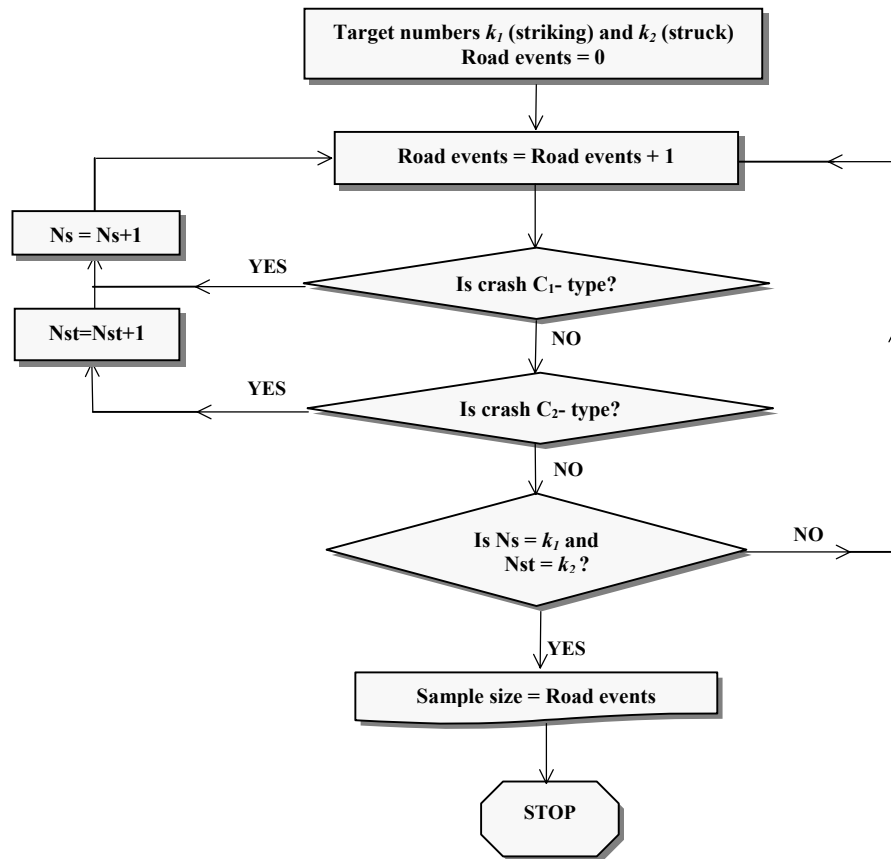 Target numbers k₁ (striking) and k₂ (struck)
Road events = 0
Road events = Road events + 1
Ns = Ns+1
YES
Is crash C₁- type?
Nst=Nst+1
NO
YES
Is crash C₂- type?
NO
Is Ns = k₁ and
Nst = k₂ ?
NO
YES
Sample size = Road events
STOP